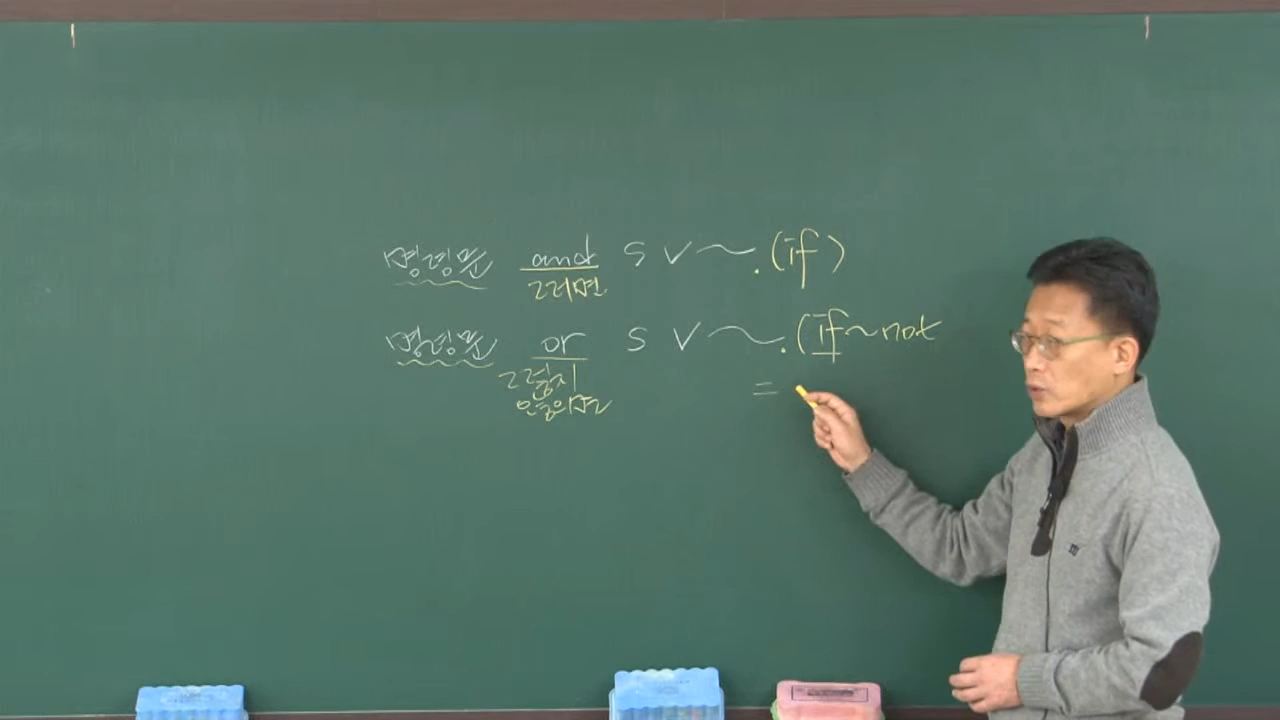 명령문 and S V ~. (if)
그러면
명령문 or S V ~. (if~not
그렇지
않으면 =